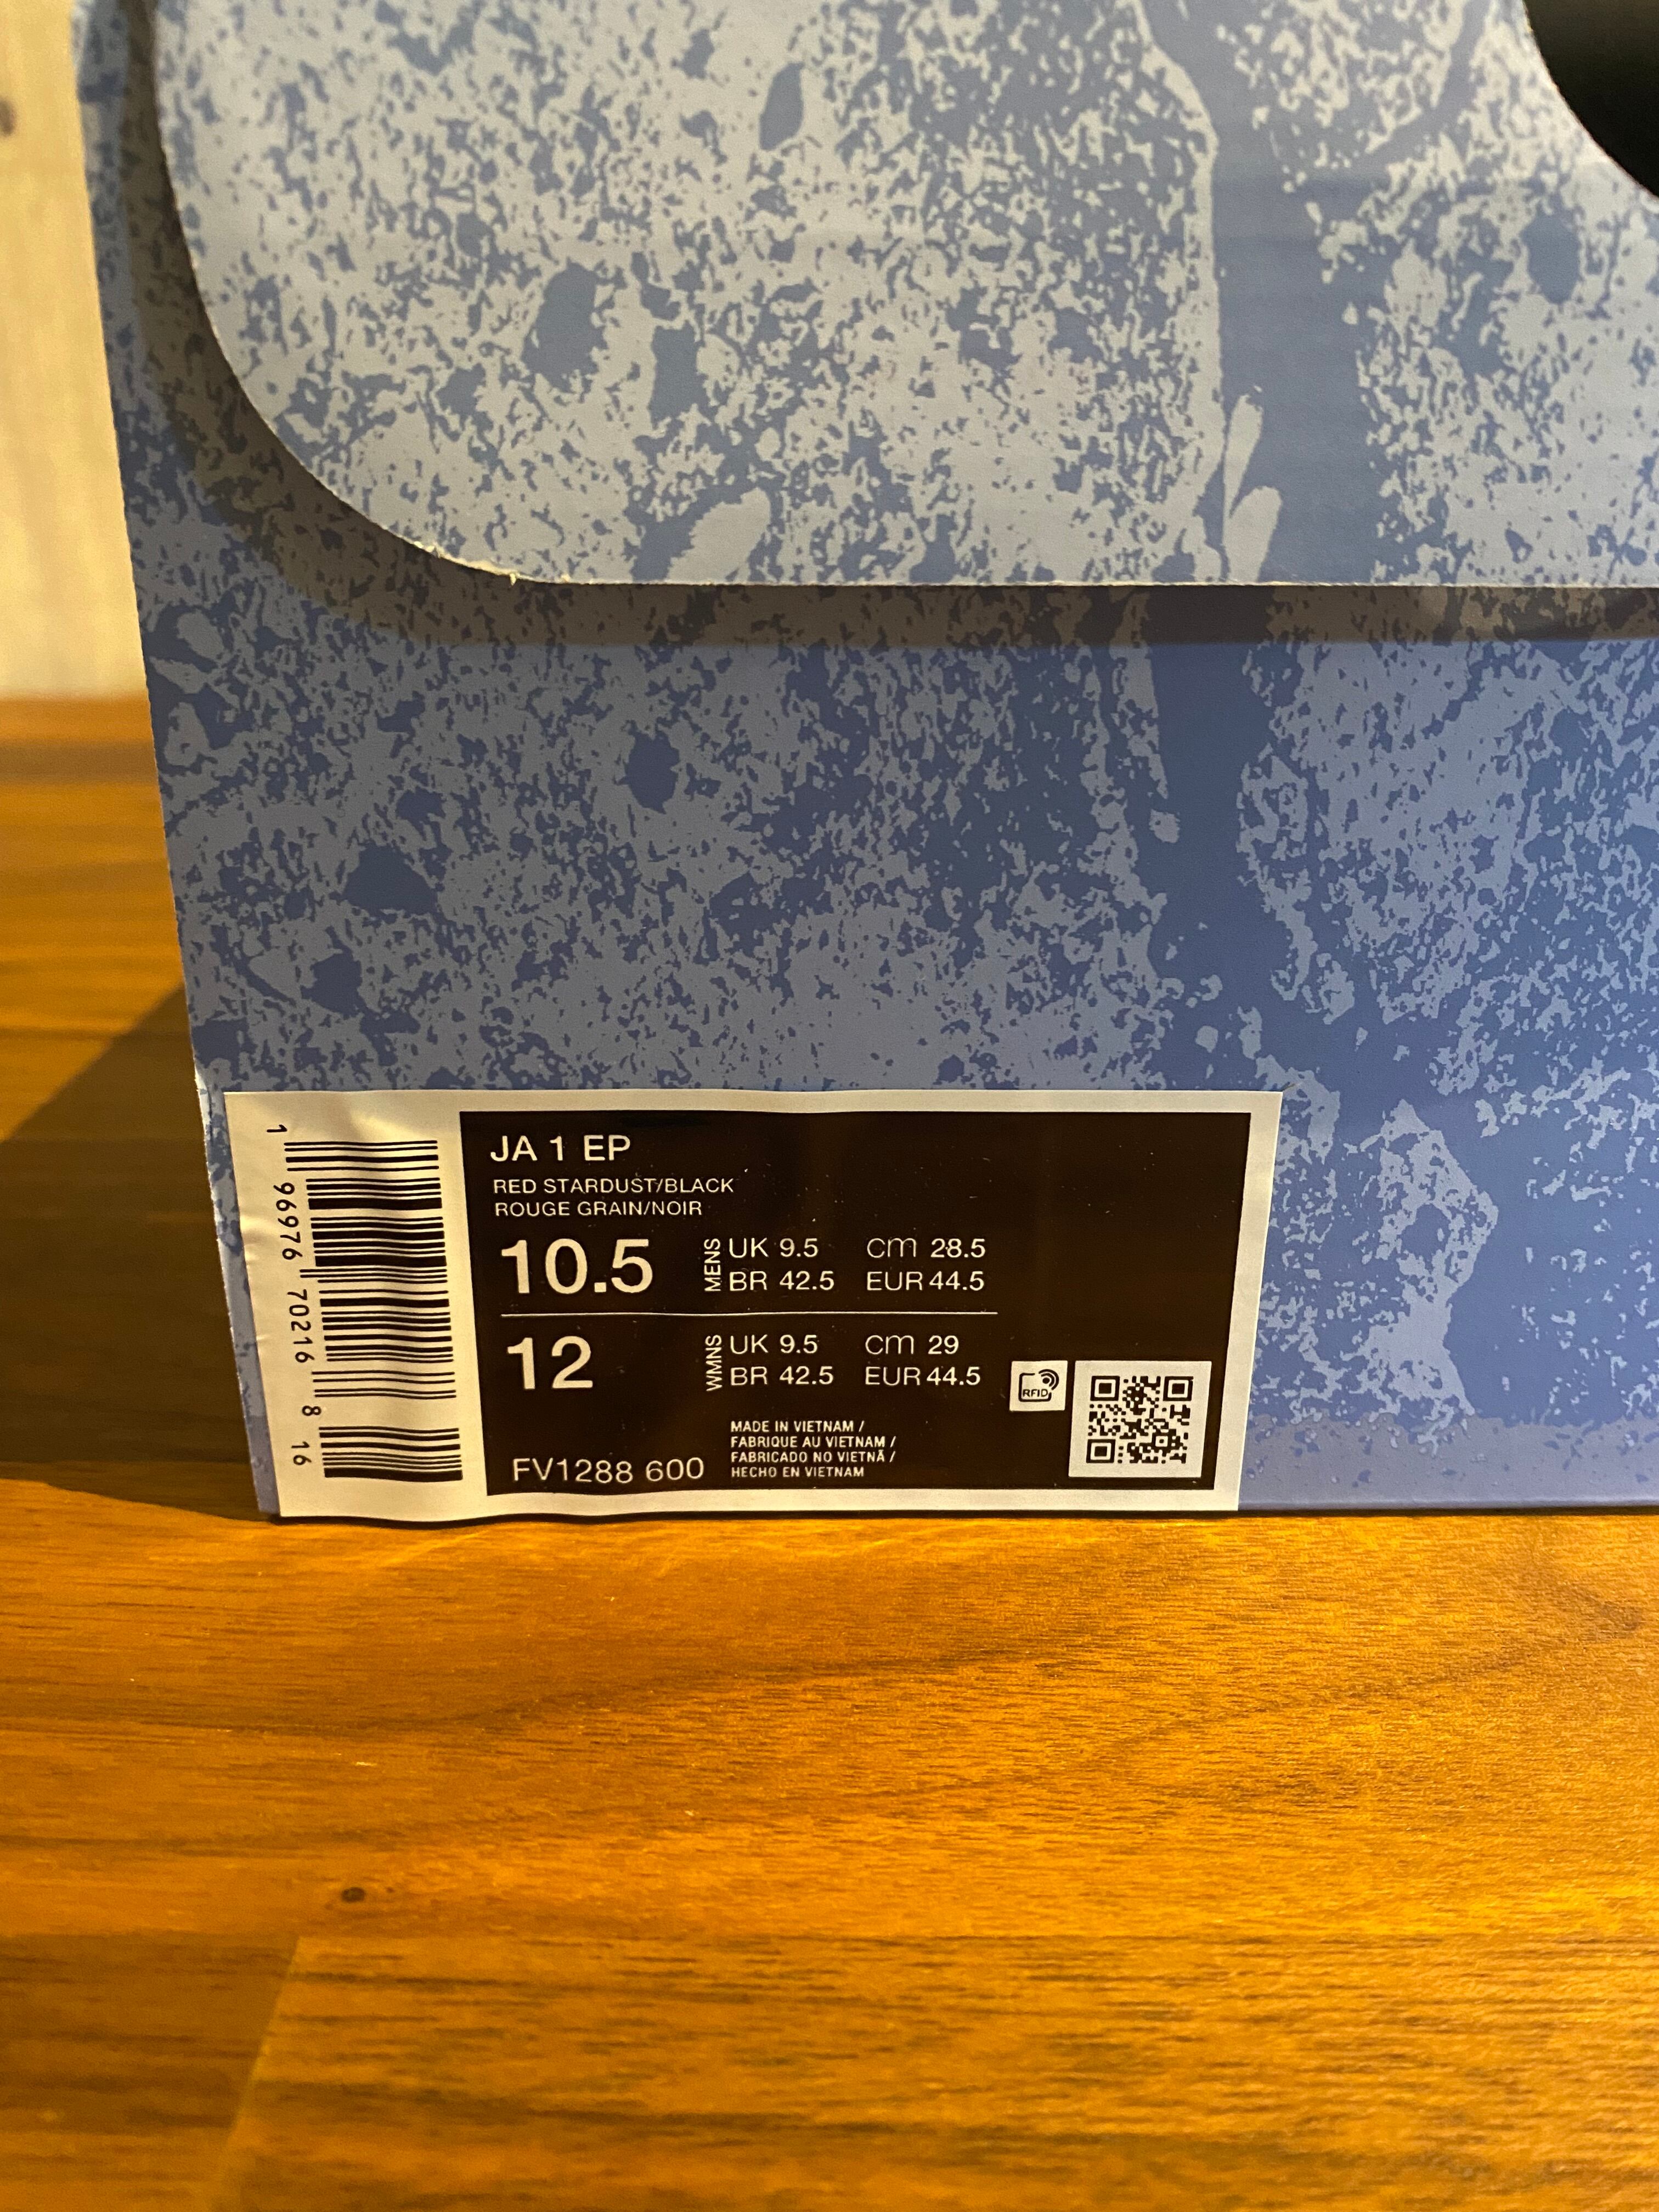 JA 1 EP
RED STARDUST/BLACK
ROUGE GRAIN/NOIR
10.5 MENS UK 9.5 cm 28.5
BR 42.5 EUR 44.5
12 WMNS UK 9.5 cm 29
BR 42.5 EUR 44.5
RFID
FV1288 600
MADE IN VIETNAM /
FABRIQUE AU VIETNAM /
FABRICADO NO VIETNÃ /
HECHO EN VIETNAM
1 96976 70216 8 16